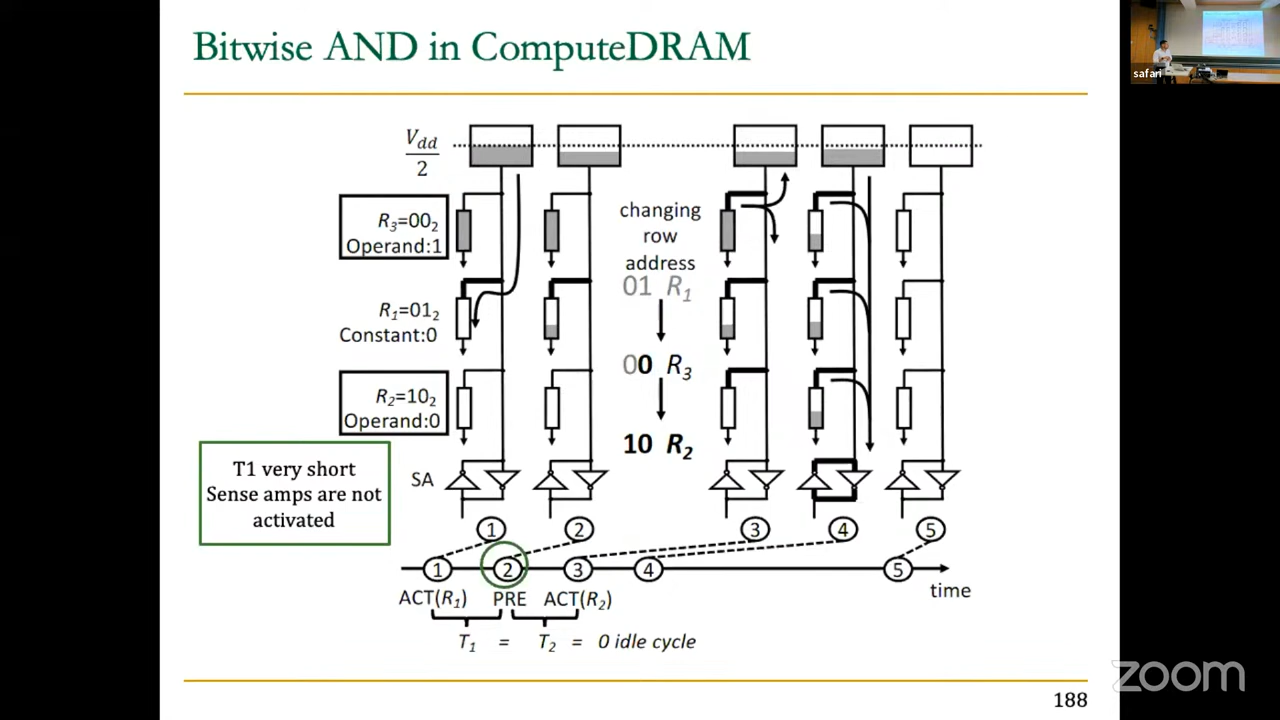 Bitwise AND in ComputeDRAM
safari
V_dd
2
R₃=00₂
Operand:1
R₁=01₂
Constant:0
R₂=10₂
Operand:0
changing
row
address
01 R₁
00 R₃
10 R₂
T1 very short
Sense amps are not
activated
SA
1 2 3 4 5
1 2 3 4 5
time
ACT(R₁) PRE ACT(R₂)
T₁ = T₂ = 0 idle cycle
188
zoom